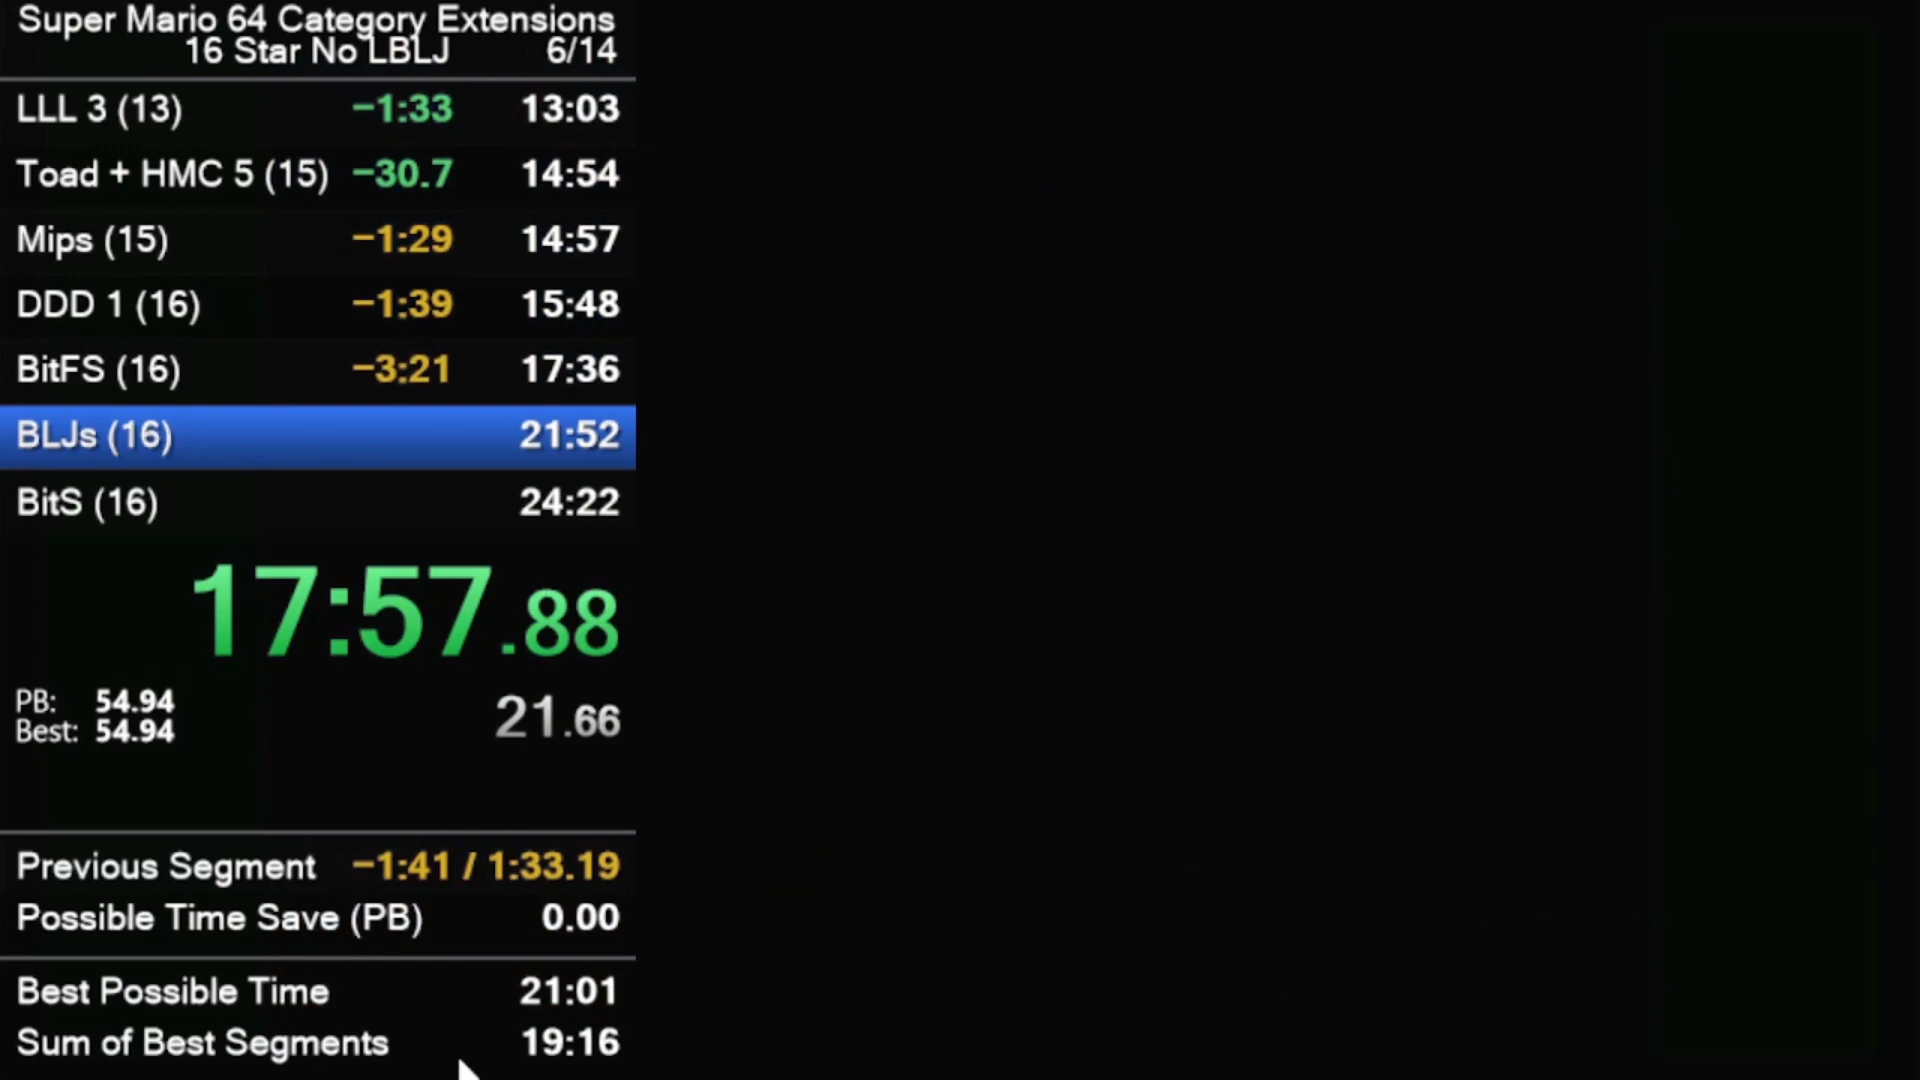 Super Mario 64 Category Extensions
16 Star No LBLJ 6/14
LLL 3 (13) −1:33 13:03
Toad + HMC 5 (15) −30.7 14:54
Mips (15) −1:29 14:57
DDD 1 (16) −1:39 15:48
BitFS (16) −3:21 17:36
BLJs (16) 21:52
BitS (16) 24:22
17:57.88
PB: 54.94
Best: 54.94
21.66
Previous Segment −1:41 / 1:33.19
Possible Time Save (PB) 0.00
Best Possible Time 21:01
Sum of Best Segments 19:16